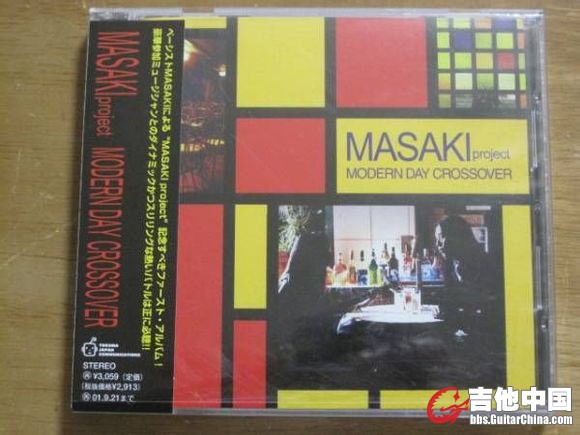 MASAKI project MODERN DAY CROSSOVER
ベーシストMASAKIによる"MASAKI project"記念すべきファースト・アルバム!
豪華参加ミュージシャンとのダイナミックかつスリリングな熱いバトルは正に必聴!!
TOKUMA
JAPAN
COMMUNICATIONS
STEREO
¥3,059(定価)
(税抜価格¥2,913)
01.9.21まで
MASAKI project
MODERN DAY CROSSOVER
吉他中国
bbs.GuitarChina.com